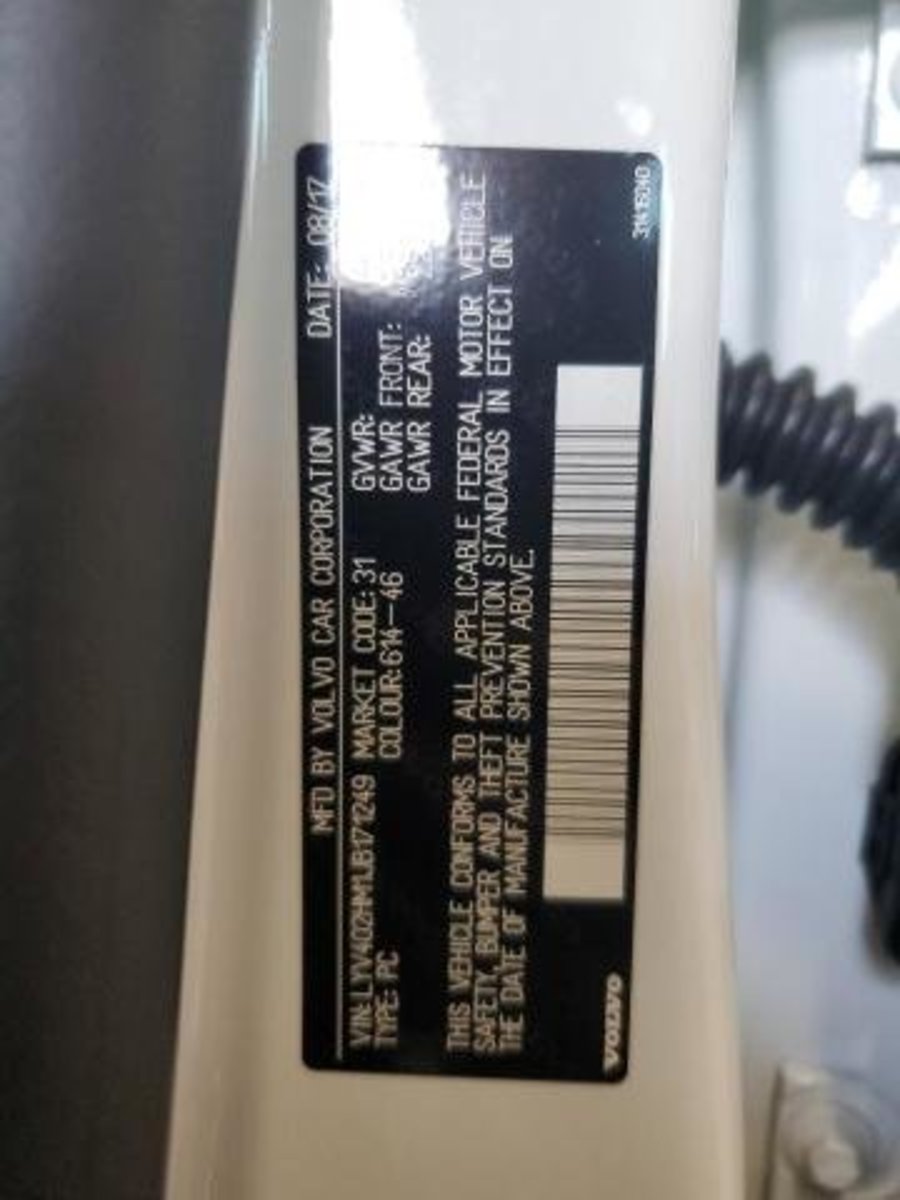 MFD BY VOLVO CAR CORPORATION DATE: 08/17
VIN: LYV402HM1JB171249 MARKET CODE: 31 GVWR:
TYPE: PC COLOUR: 614-46 GAWR FRONT:
GAWR REAR:
THIS VEHICLE CONFORMS TO ALL APPLICABLE FEDERAL MOTOR VEHICLE
SAFETY, BUMPER AND THEFT PREVENTION STANDARDS IN EFFECT ON
THE DATE OF MANUFACTURE SHOWN ABOVE.
VOLVO 31416040